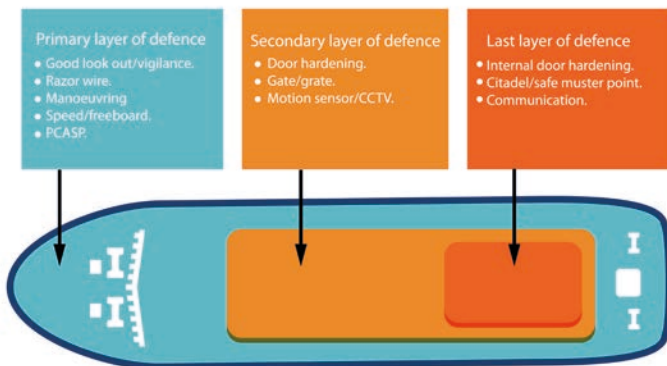 Primary layer of defence
• Good look out/vigilance.
• Razor wire.
• Manoeuvring
• Speed/freeboard.
• PCASP.
Secondary layer of defence
• Door hardening.
• Gate/grate.
• Motion sensor/CCTV.
Last layer of defence
• Internal door hardening.
• Citadel/safe muster point.
• Communication.